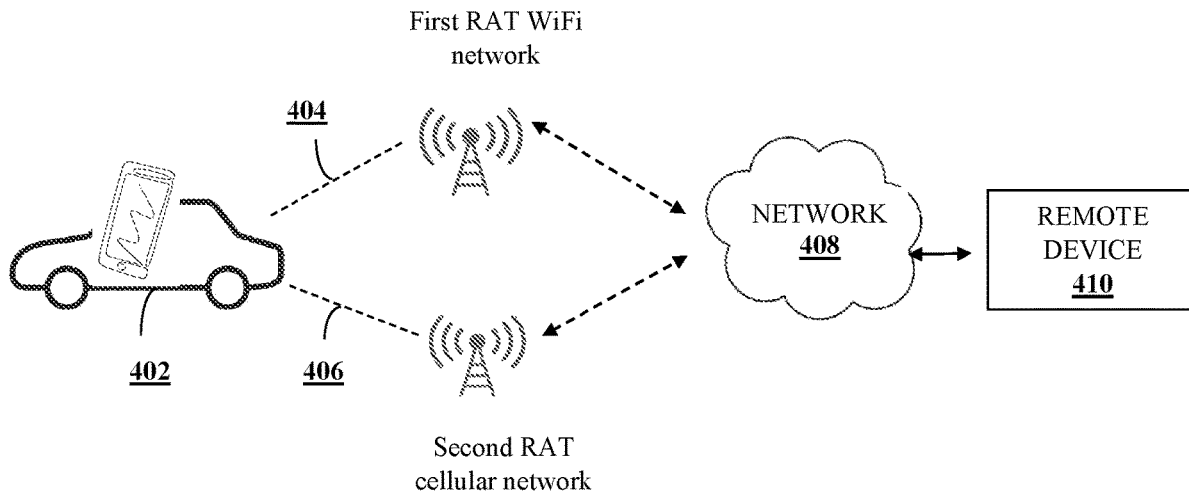 First RAT WiFi
network
404
NETWORK
408
REMOTE
DEVICE
410
402
406
Second RAT
cellular network